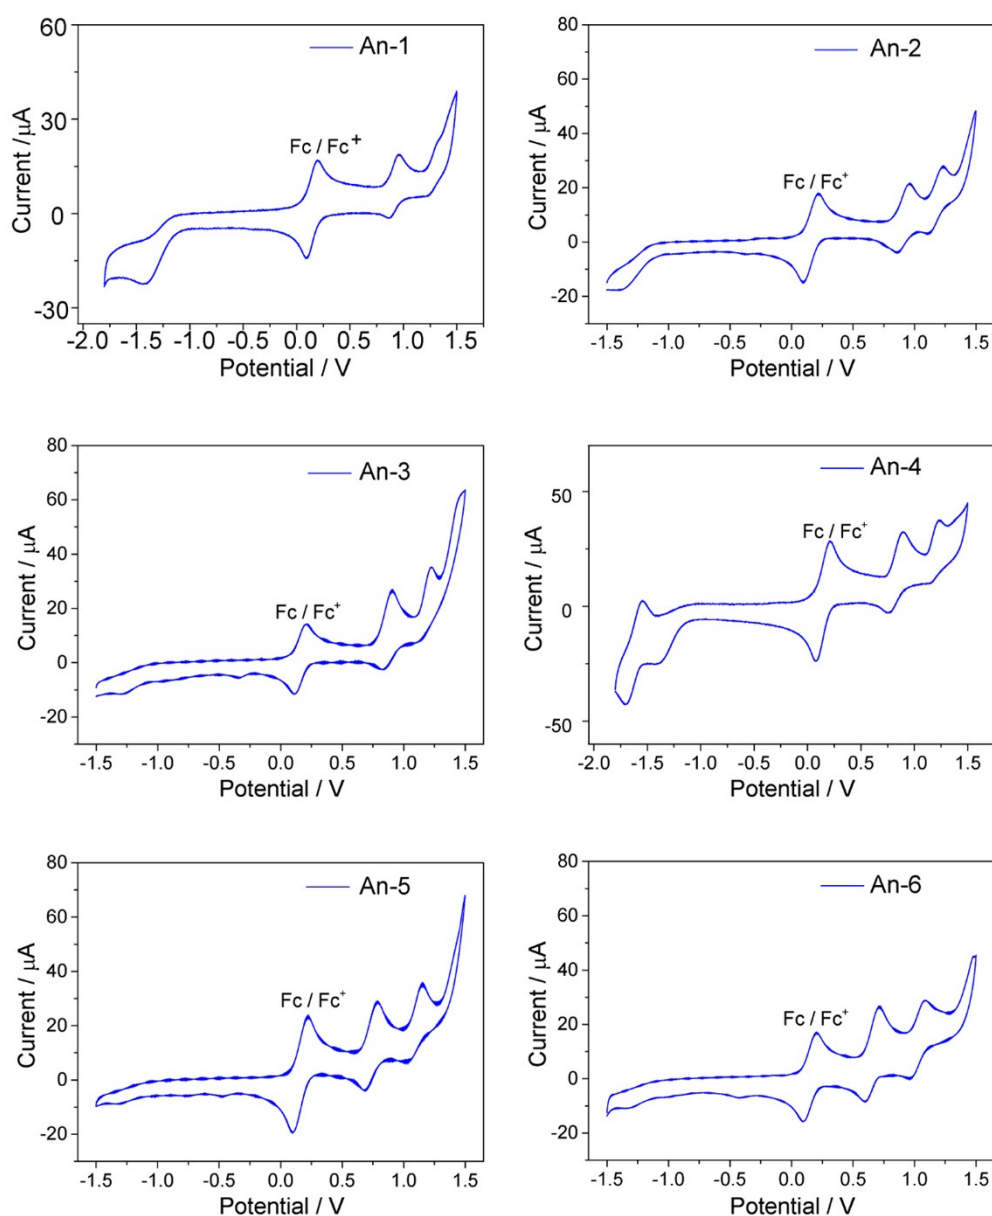 An-1
60
30
0
-30
Current /μA
Fc / Fc+
-2.0 -1.5 -1.0 -0.5 0.0 0.5 1.0 1.5
Potential / V
An-2
80
60
40
20
0
-20
Current / μA
Fc / Fc+
-1.5 -1.0 -0.5 0.0 0.5 1.0 1.5
Potential / V
An-3
80
60
40
20
0
-20
Current / μA
Fc / Fc+
-1.5 -1.0 -0.5 0.0 0.5 1.0 1.5
Potential / V
An-4
50
0
-50
Current / μA
Fc / Fc+
-2.0 -1.5 -1.0 -0.5 0.0 0.5 1.0 1.5
Potential / V
An-5
80
60
40
20
0
-20
Current / μA
Fc / Fc+
-1.5 -1.0 -0.5 0.0 0.5 1.0 1.5
Potential / V
An-6
80
60
40
20
0
-20
Current / μA
Fc / Fc+
-1.5 -1.0 -0.5 0.0 0.5 1.0 1.5
Potential / V